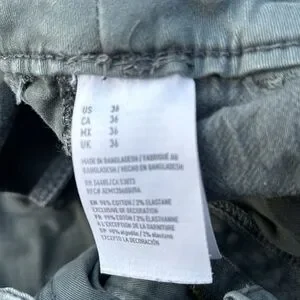 US 36
CA 36
MX 36
UK 36
MADE IN BANGLADESH / FABRIQUÉ AU
BANGLADESH / HECHO EN BANGLADESH
EN 98% COTTON / 2% ELASTANE
EXCLUSIVE OF DECORATION
FR 98% COTON / 2% ÉLASTHANNE
À L'EXCEPTION DE LA GARNITURE
SP 98% algodón / 2% elastano
EXCEPTO LA DECORACIÓN